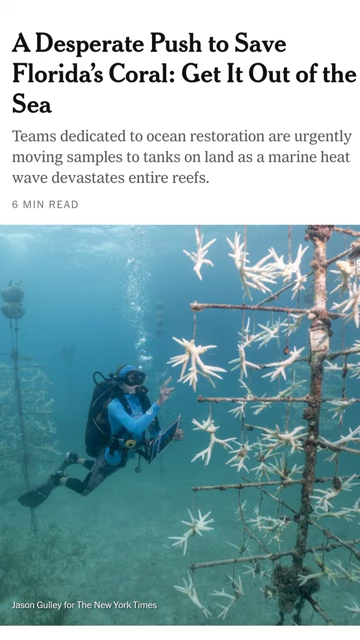 A Desperate Push to Save
Florida’s Coral: Get It Out of the
Sea
Teams dedicated to ocean restoration are urgently
moving samples to tanks on land as a marine heat
wave devastates entire reefs.
6 MIN READ
Jason Gulley for The New York Times